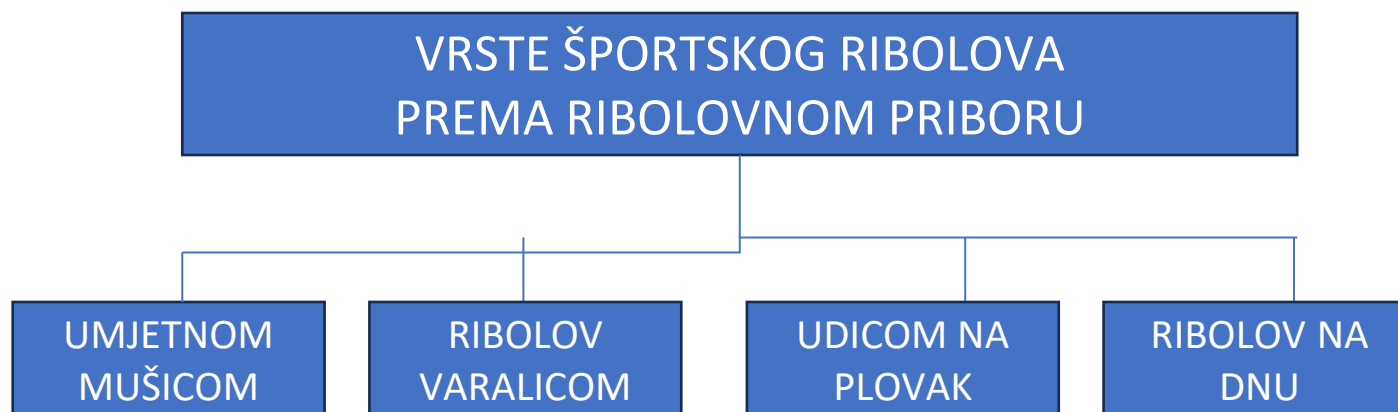 VRSTE ŠPORTSKOG RIBOLOVA
PREMA RIBOLOVNOM PRIBORU
UMJETNOM
MUŠICOM
RIBOLOV
VARALICOM
UDICOM NA
PLOVAK
RIBOLOV NA
DNU